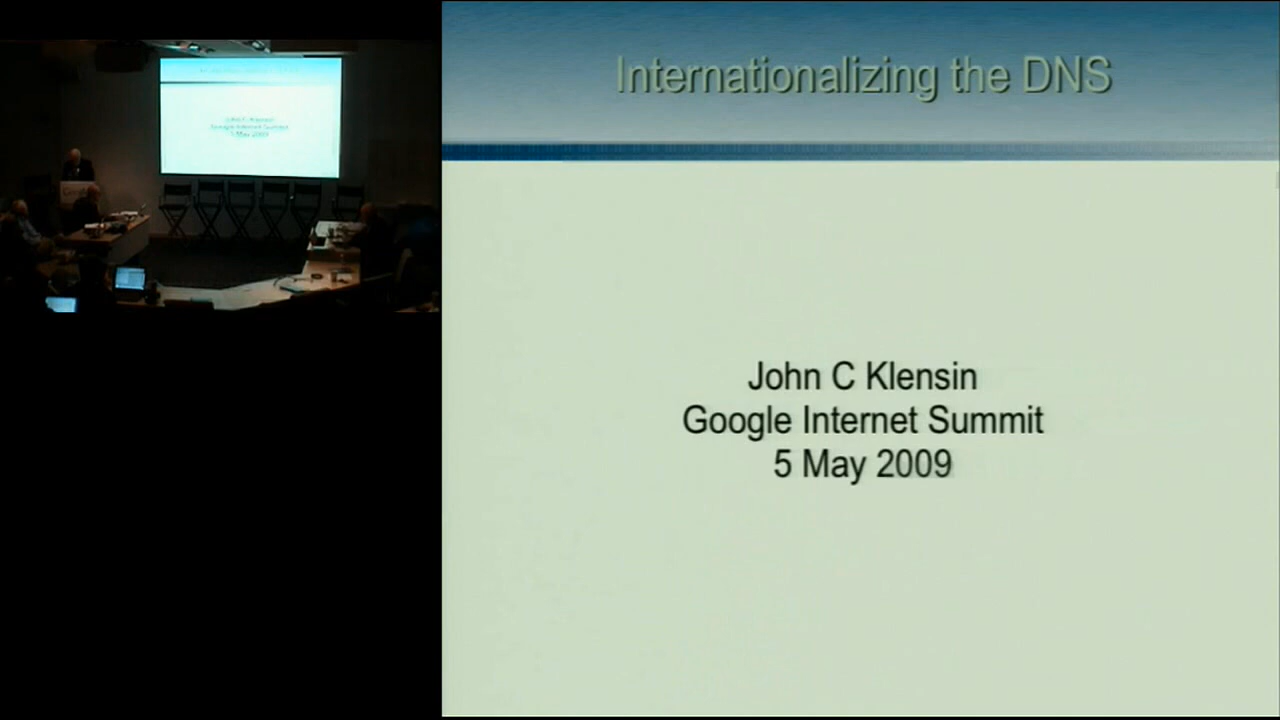 Internationalizing the DNS
John C Klensin
Google Internet Summit
5 May 2009